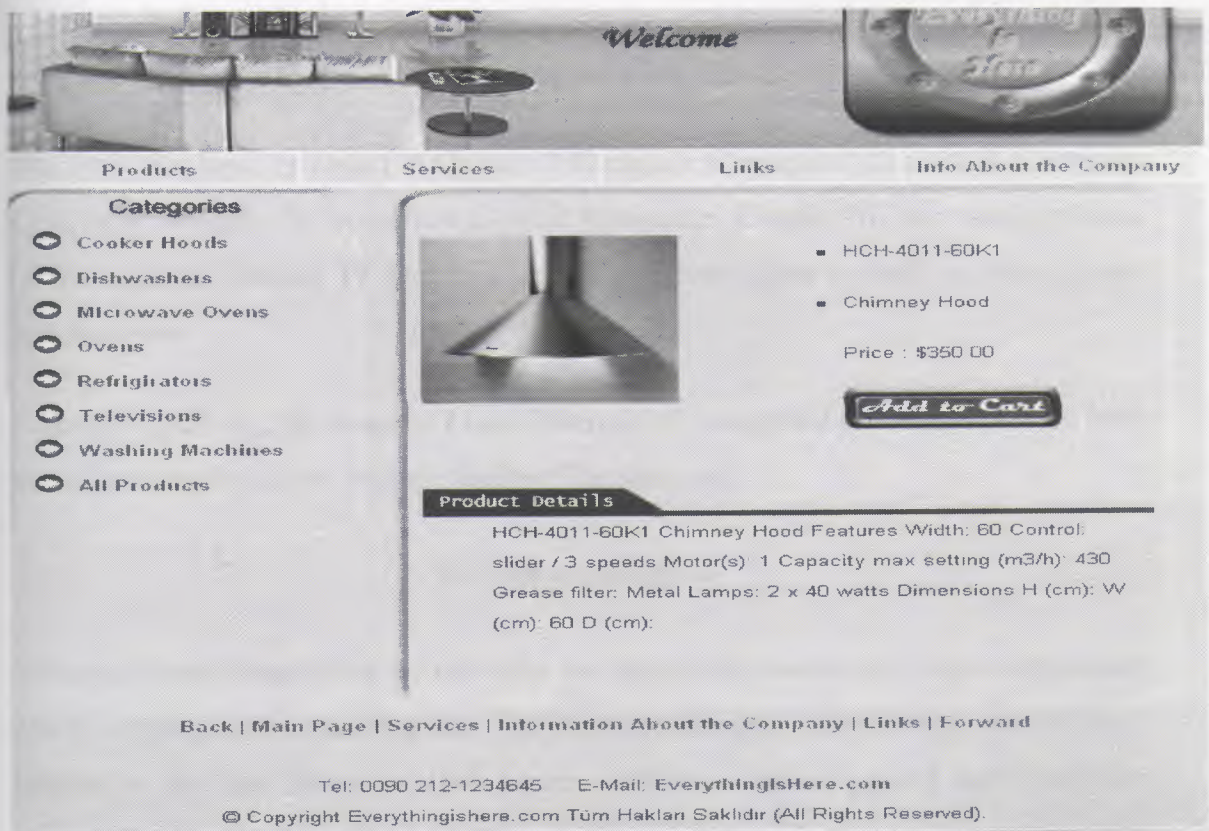 Welcome
Everything
Is
Products Services Links Info About the Company
Categories
Cooker Hoods
Dishwashers
Microwave Ovens
Ovens
Refrigirators
Televisions
Washing Machines
All Products
HCH-4011-60K1
Chimney Hood
Price : $350 00
Add to Cart
Product Details
HCH-4011-60K1 Chimney Hood Features Width: 60 Control:
slider / 3 speeds Motor(s): 1 Capacity max setting (m3/h): 430
Grease filter: Metal Lamps: 2 x 40 watts Dimensions H (cm): W
(cm): 60 D (cm):
Back | Main Page | Services | Information About the Company | Links | Forward
Tel: 0090 212-1234645 E-Mail: EverythingIsHere.com
© Copyright Everythingishere.com Tüm Hakları Saklıdır (All Rights Reserved).